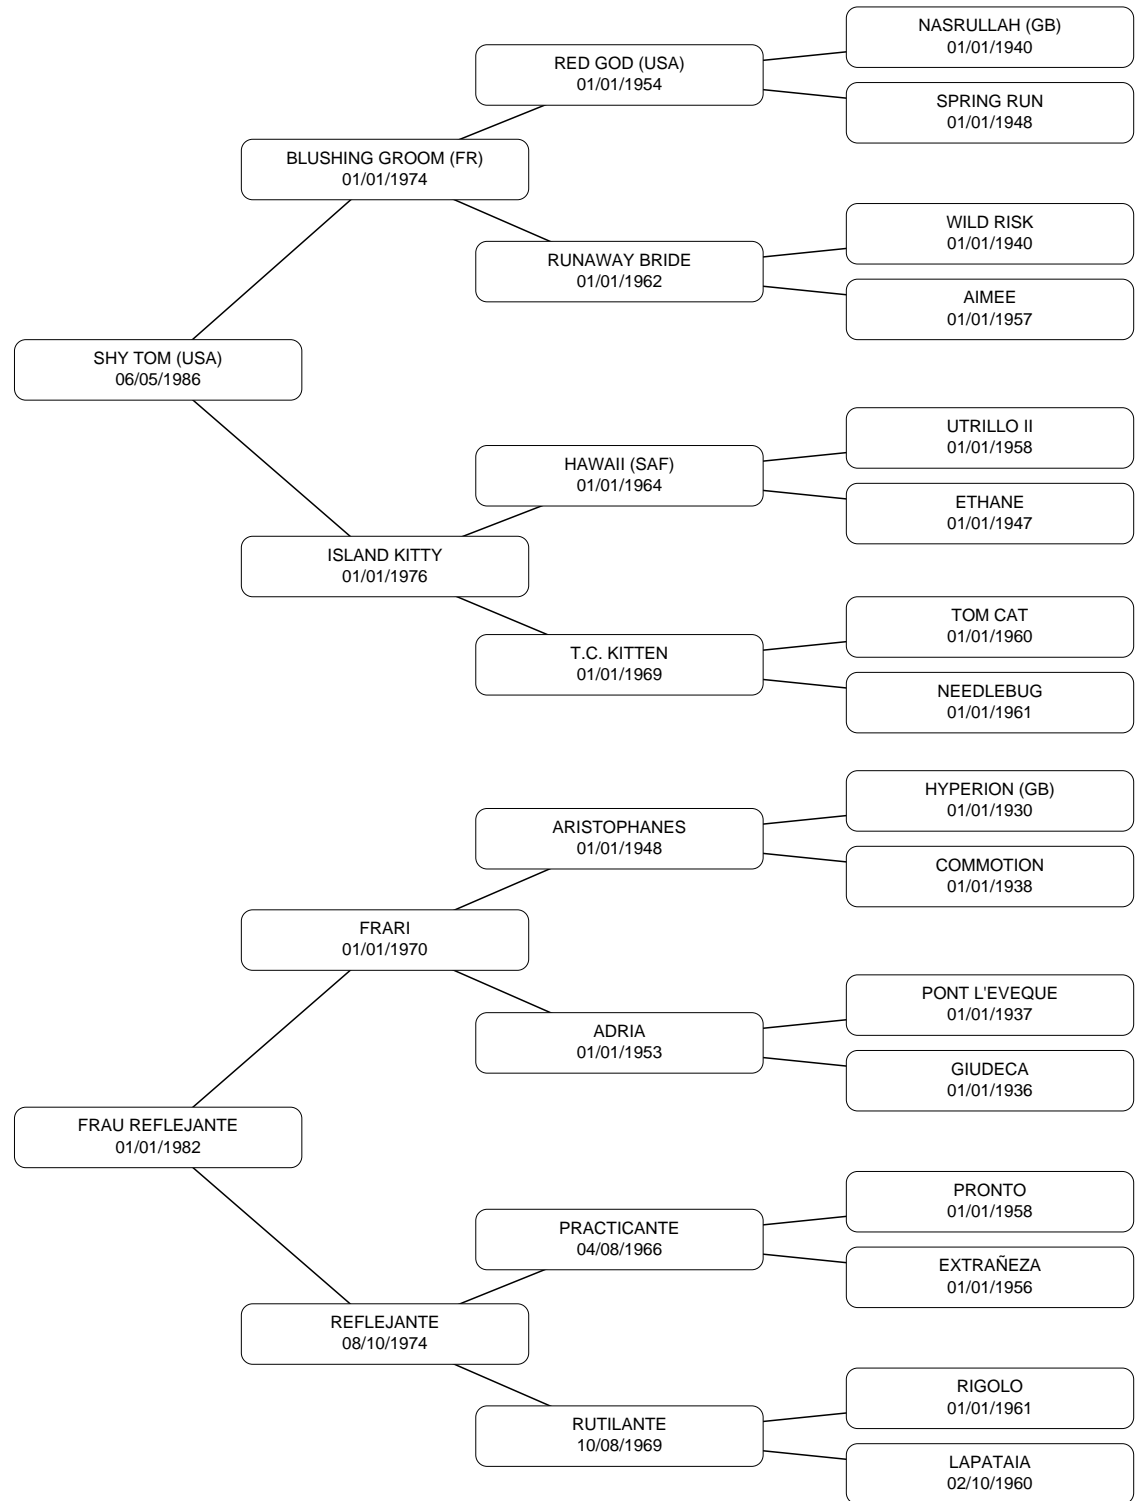 NASRULLAH (GB)
01/01/1940
RED GOD (USA)
01/01/1954
SPRING RUN
01/01/1948
BLUSHING GROOM (FR)
01/01/1974
WILD RISK
01/01/1940
RUNAWAY BRIDE
01/01/1962
AIMEE
01/01/1957
SHY TOM (USA)
06/05/1986
UTRILLO II
01/01/1958
HAWAII (SAF)
01/01/1964
ETHANE
01/01/1947
ISLAND KITTY
01/01/1976
TOM CAT
01/01/1960
T.C. KITTEN
01/01/1969
NEEDLEBUG
01/01/1961
HYPERION (GB)
01/01/1930
ARISTOPHANES
01/01/1948
COMMOTION
01/01/1938
FRARI
01/01/1970
PONT L'EVEQUE
01/01/1937
ADRIA
01/01/1953
GIUDECA
01/01/1936
FRAU REFLEJANTE
01/01/1982
PRONTO
01/01/1958
PRACTICANTE
04/08/1966
EXTRAÑEZA
01/01/1956
REFLEJANTE
08/10/1974
RIGOLO
01/01/1961
RUTILANTE
10/08/1969
LAPATAIA
02/10/1960